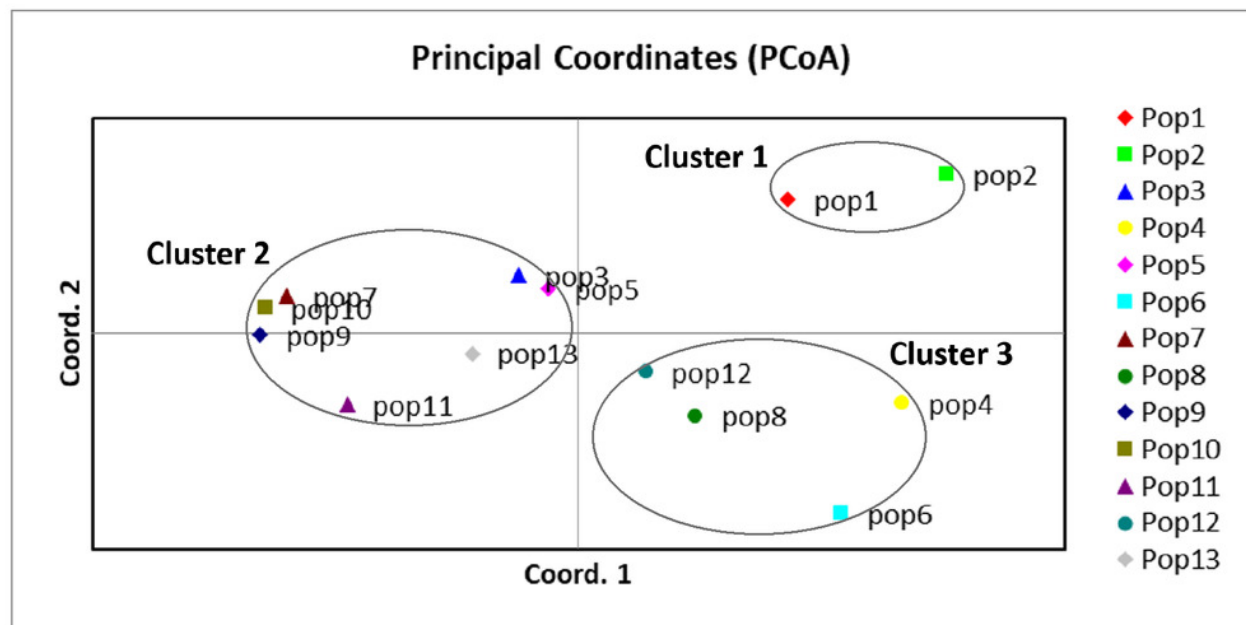 Principal Coordinates (PCoA)
Cluster 1
pop2
pop1
Cluster 2
pop3
pop5
pop7
pop10
pop9
pop13
pop11
Cluster 3
pop12
pop4
pop8
pop6
Coord. 2
Coord. 1
Pop1
Pop2
Pop3
Pop4
Pop5
Pop6
Pop7
Pop8
Pop9
Pop10
Pop11
Pop12
Pop13